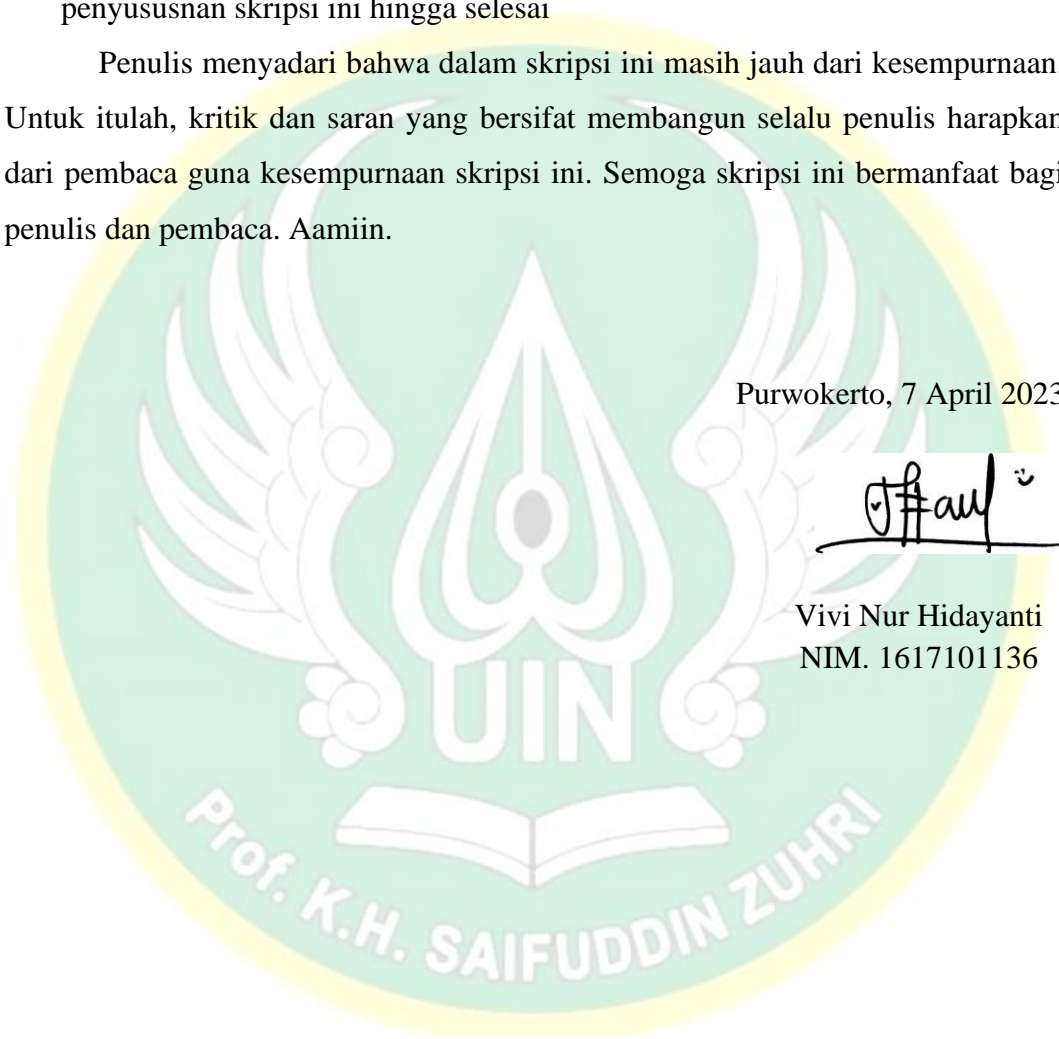 penyususnan skripsi ini hingga selesai
Penulis menyadari bahwa dalam skripsi ini masih jauh dari kesempurnaan.
Untuk itulah, kritik dan saran yang bersifat membangun selalu penulis harapkan
dari pembaca guna kesempurnaan skripsi ini. Semoga skripsi ini bermanfaat bagi
penulis dan pembaca. Aamiin.
Purwokerto, 7 April 2023
Vivi Nur Hidayanti
NIM. 1617101136
UIN
Prof. K.H. SAIFUDDIN ZUHRI